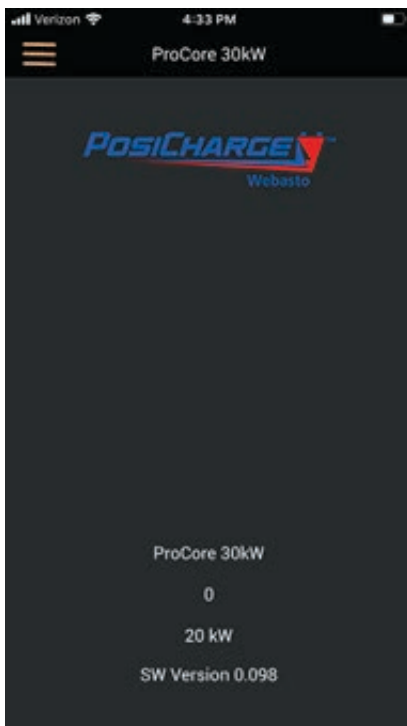 Verizon 4:33 PM
ProCore 30kW
POSICHARGE
Webasto
ProCore 30kW
0
20 kW
SW Version 0.098